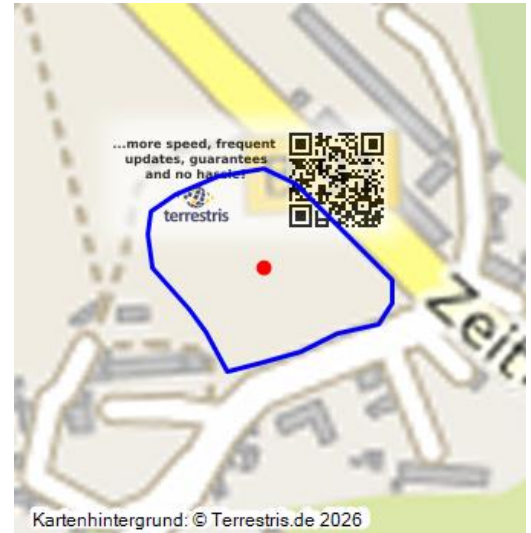 ...more speed, frequent
updates, guarantees
and no hassle!
terrestris
Zeit
Kartenhintergrund: © Terrestris.de 2026